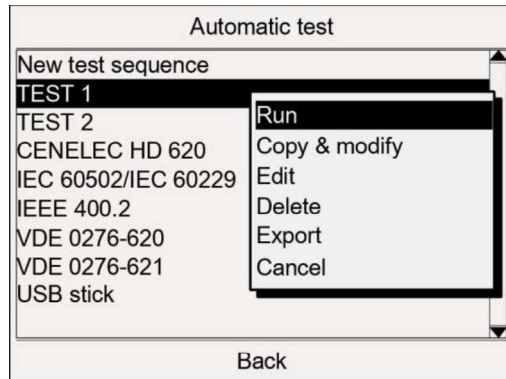 Automatic test
New test sequence
TEST 1
TEST 2
CENELEC HD 620
IEC 60502/IEC 60229
IEEE 400.2
VDE 0276-620
VDE 0276-621
USB stick
Run
Copy & modify
Edit
Delete
Export
Cancel
Back